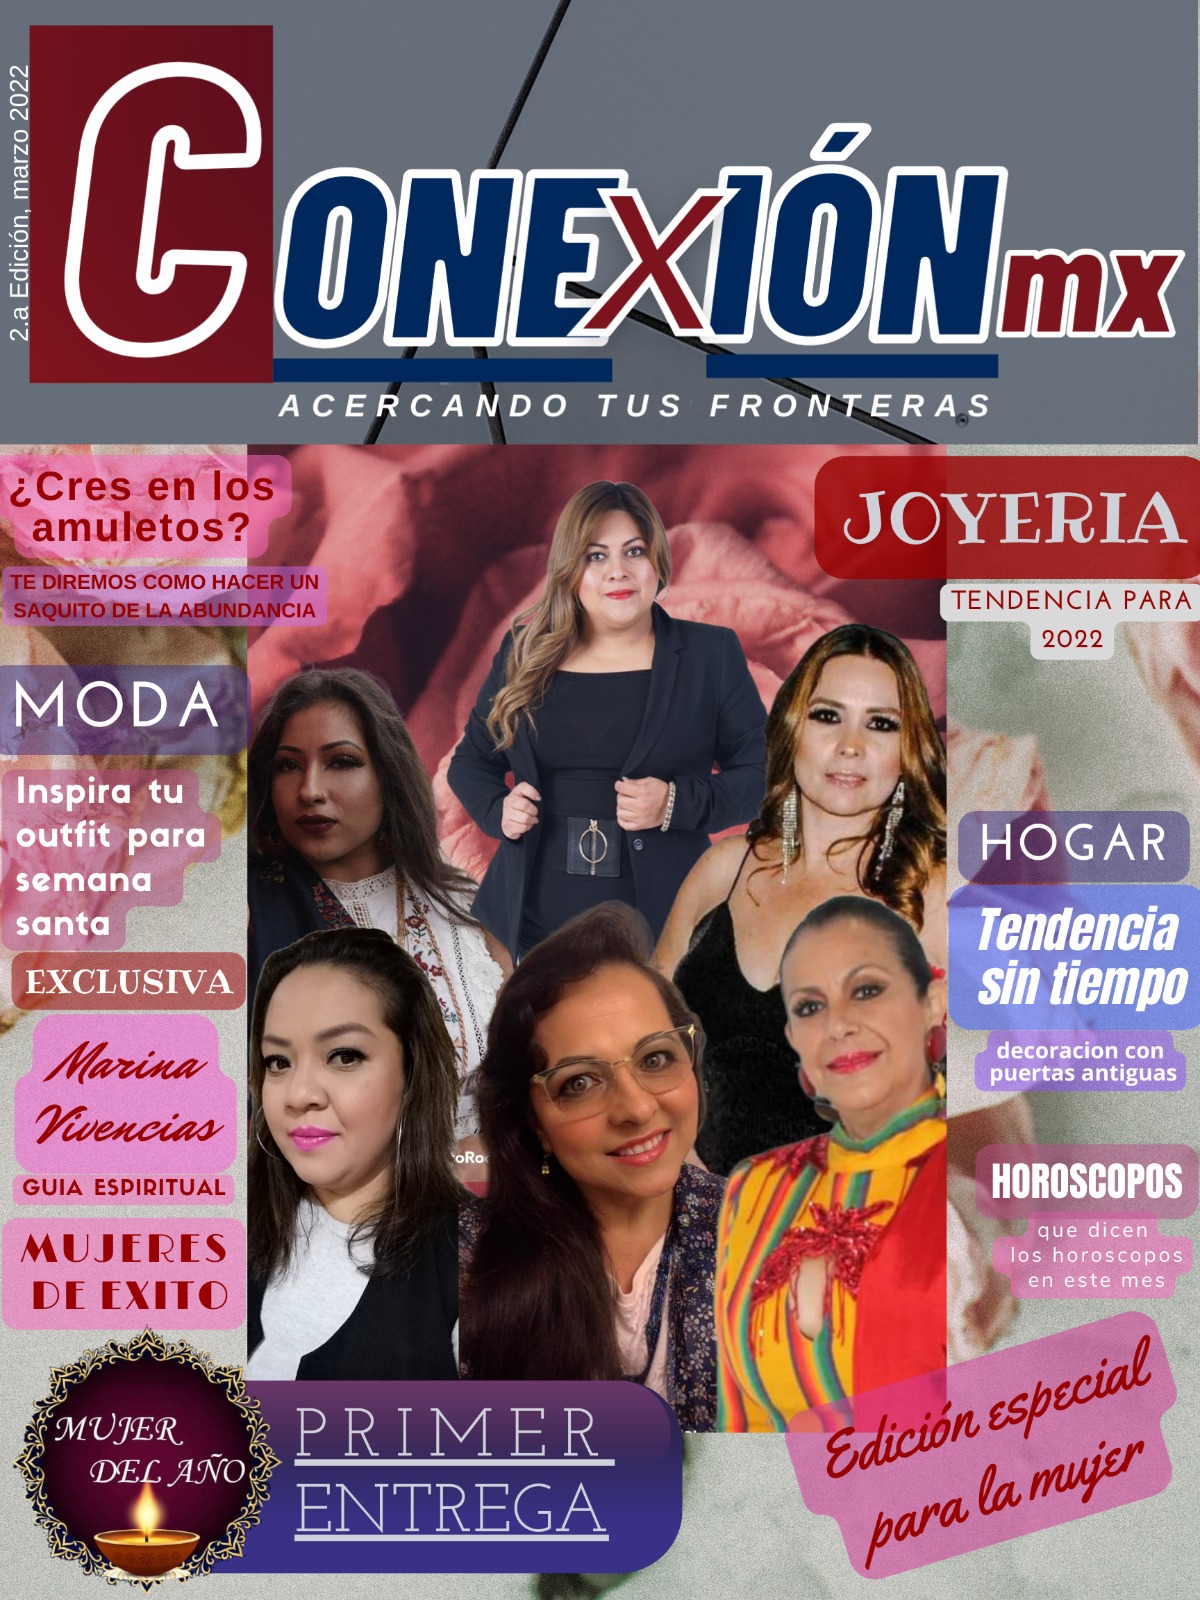 2.a Edición, marzo 2022
CONEXIÓN mx
ACERCANDO TUS FRONTERAS
¿Cres en los
amuletos?
TE DIREMOS COMO HACER UN
SAQUITO DE LA ABUNDANCIA
MODA
Inspira tu
outfit para
semana
santa
EXCLUSIVA
Marina
Vivencias
GUIA ESPIRITUAL
MUJERES
DE EXITO
MUJER
DEL AÑO
PRIMER
ENTREGA
JOYERIA
TENDENCIA PARA
2022
HOGAR
Tendencia
sin tiempo
decoracion con
puertas antiguas
HOROSCOPOS
que dicen
los horoscopos
en este mes
Edición especial
para la mujer